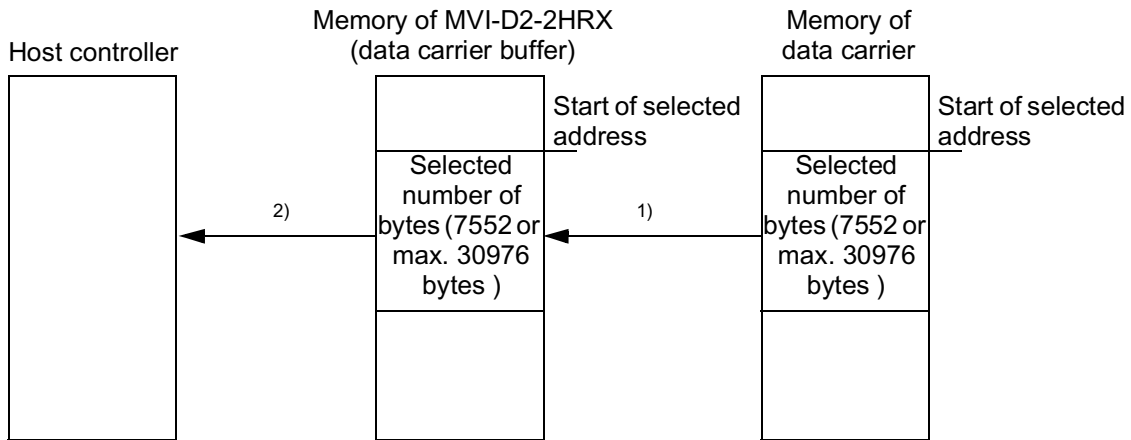 Host controller
Memory of MVI-D2-2HRX
(data carrier buffer)
Memory of
data carrier
Start of selected
address
Start of selected
address
Selected
number of
bytes (7552 or
max. 30976
bytes )
Selected
number of
bytes (7552 or
max. 30976
bytes )
2)
1)